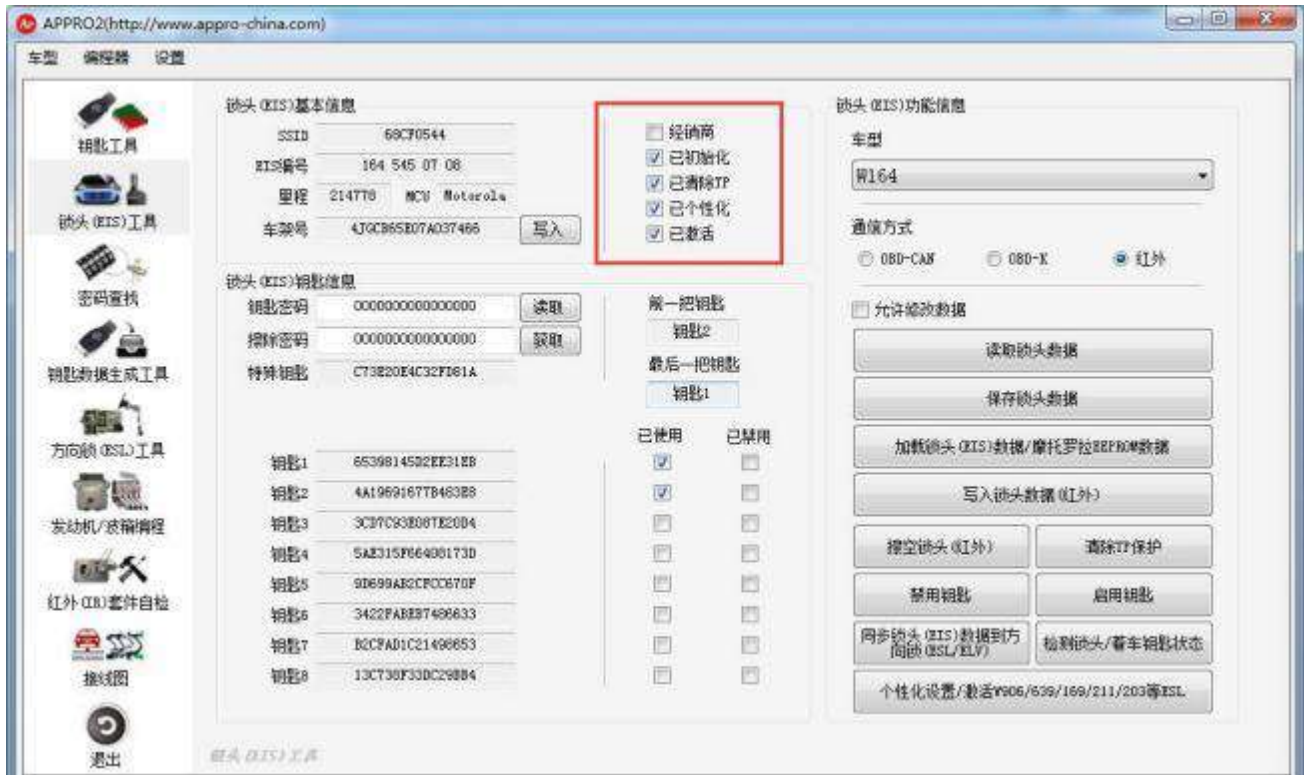 APPRO2(http://www.appro-china.com)
车型 编程器 设置
钥匙工具
锁头(EIS)工具
密码查找
钥匙数据生成工具
方向锁(ESL)工具
发动机/波箱编程
红外(IR)套件自检
接线图
退出
锁头(EIS)基本信息
SSID 68CF0544
EIS编号 164 545 07 08
里程 214778 MCU Motorola
车架号 4JGCB65E07A037466 写入
经销商
已初始化
已清除TP
已个性化
已激活
锁头(EIS)钥匙信息
钥匙密码 0000000000000000 读取
擦除密码 0000000000000000 获取
特殊钥匙 C73E20E4C32FD81A
前一把钥匙
钥匙2
最后一把钥匙
钥匙1
已使用 已禁用
钥匙1 65398145D2EE31EB
钥匙2 4A1969167TB463E8
钥匙3 3CD7C93E087E20D4
钥匙4 5AE315F66498173D
钥匙5 9D699AB2CFCC670F
钥匙6 3422FABEB7486633
钥匙7 B2CFAD1C21498653
钥匙8 13C738F33DC29BB4
锁头(EIS)功能信息
车型
W164
通信方式
OBD-CAN OBD-K 红外
允许修改数据
读取锁头数据
保存锁头数据
加载锁头(EIS)数据/摩托罗拉EEPROM数据
写入锁头数据(红外)
擦空锁头(红外) 清除TP保护
禁用钥匙 启用钥匙
同步锁头(EIS)数据到方向锁(ESL/ELV) 检测锁头/着车钥匙状态
个性化设置/激活W906/639/169/211/203等ESL
锁头(EIS)工具